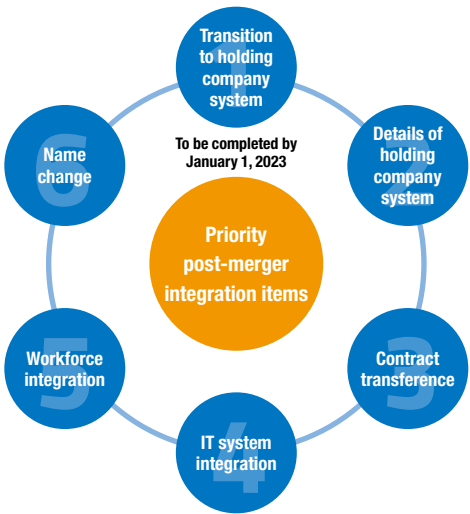 1
Transition
to holding
company
system
To be completed by
January 1, 2023
2
Details of
holding
company
system
3
Contract
transference
4
IT system
integration
5
Workforce
integration
6
Name
change
Priority
post-merger
integration items